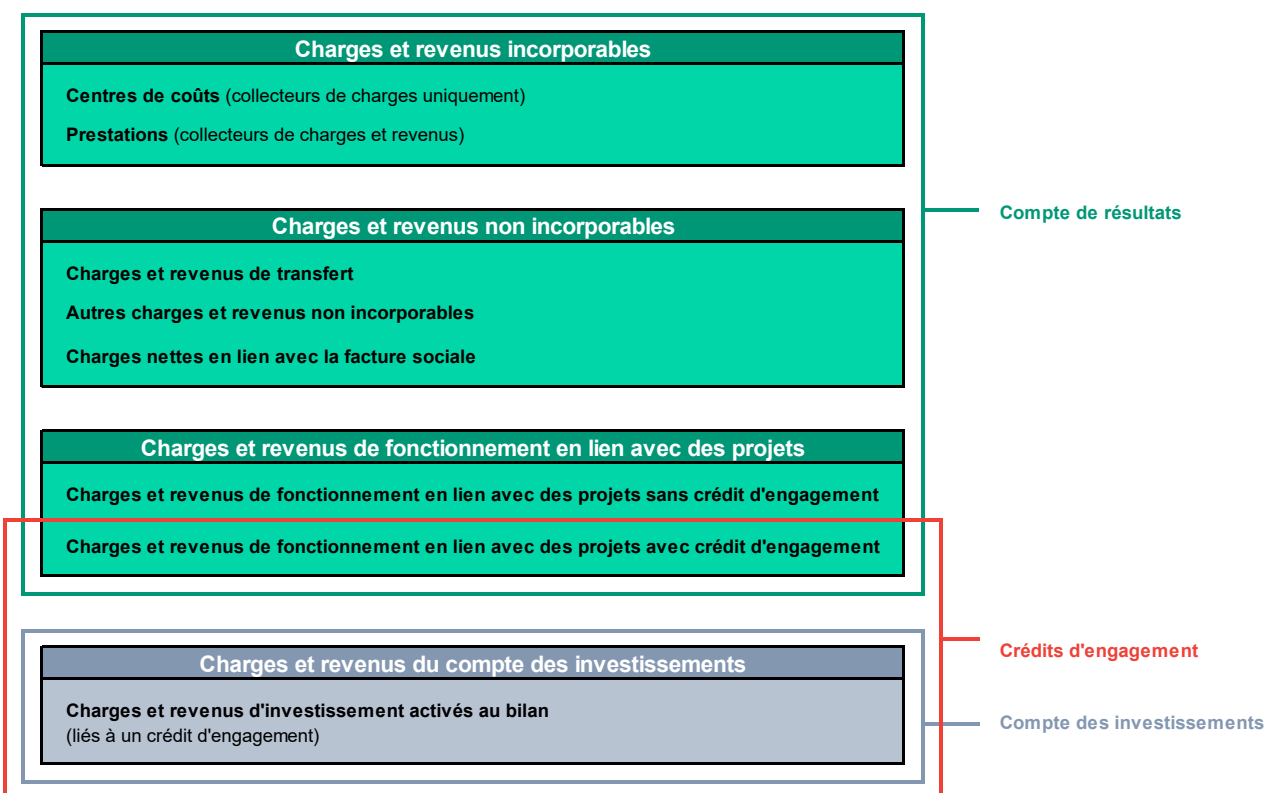 Charges et revenus incorporables
Centres de coûts (collecteurs de charges uniquement)
Prestations (collecteurs de charges et revenus)
Compte de résultats
Charges et revenus non incorporables
Charges et revenus de transfert
Autres charges et revenus non incorporables
Charges nettes en lien avec la facture sociale
Charges et revenus de fonctionnement en lien avec des projets
Charges et revenus de fonctionnement en lien avec des projets sans crédit d'engagement
Charges et revenus de fonctionnement en lien avec des projets avec crédit d'engagement
Crédits d'engagement
Charges et revenus du compte des investissements
Charges et revenus d'investissement activés au bilan
(liés à un crédit d'engagement)
Compte des investissements